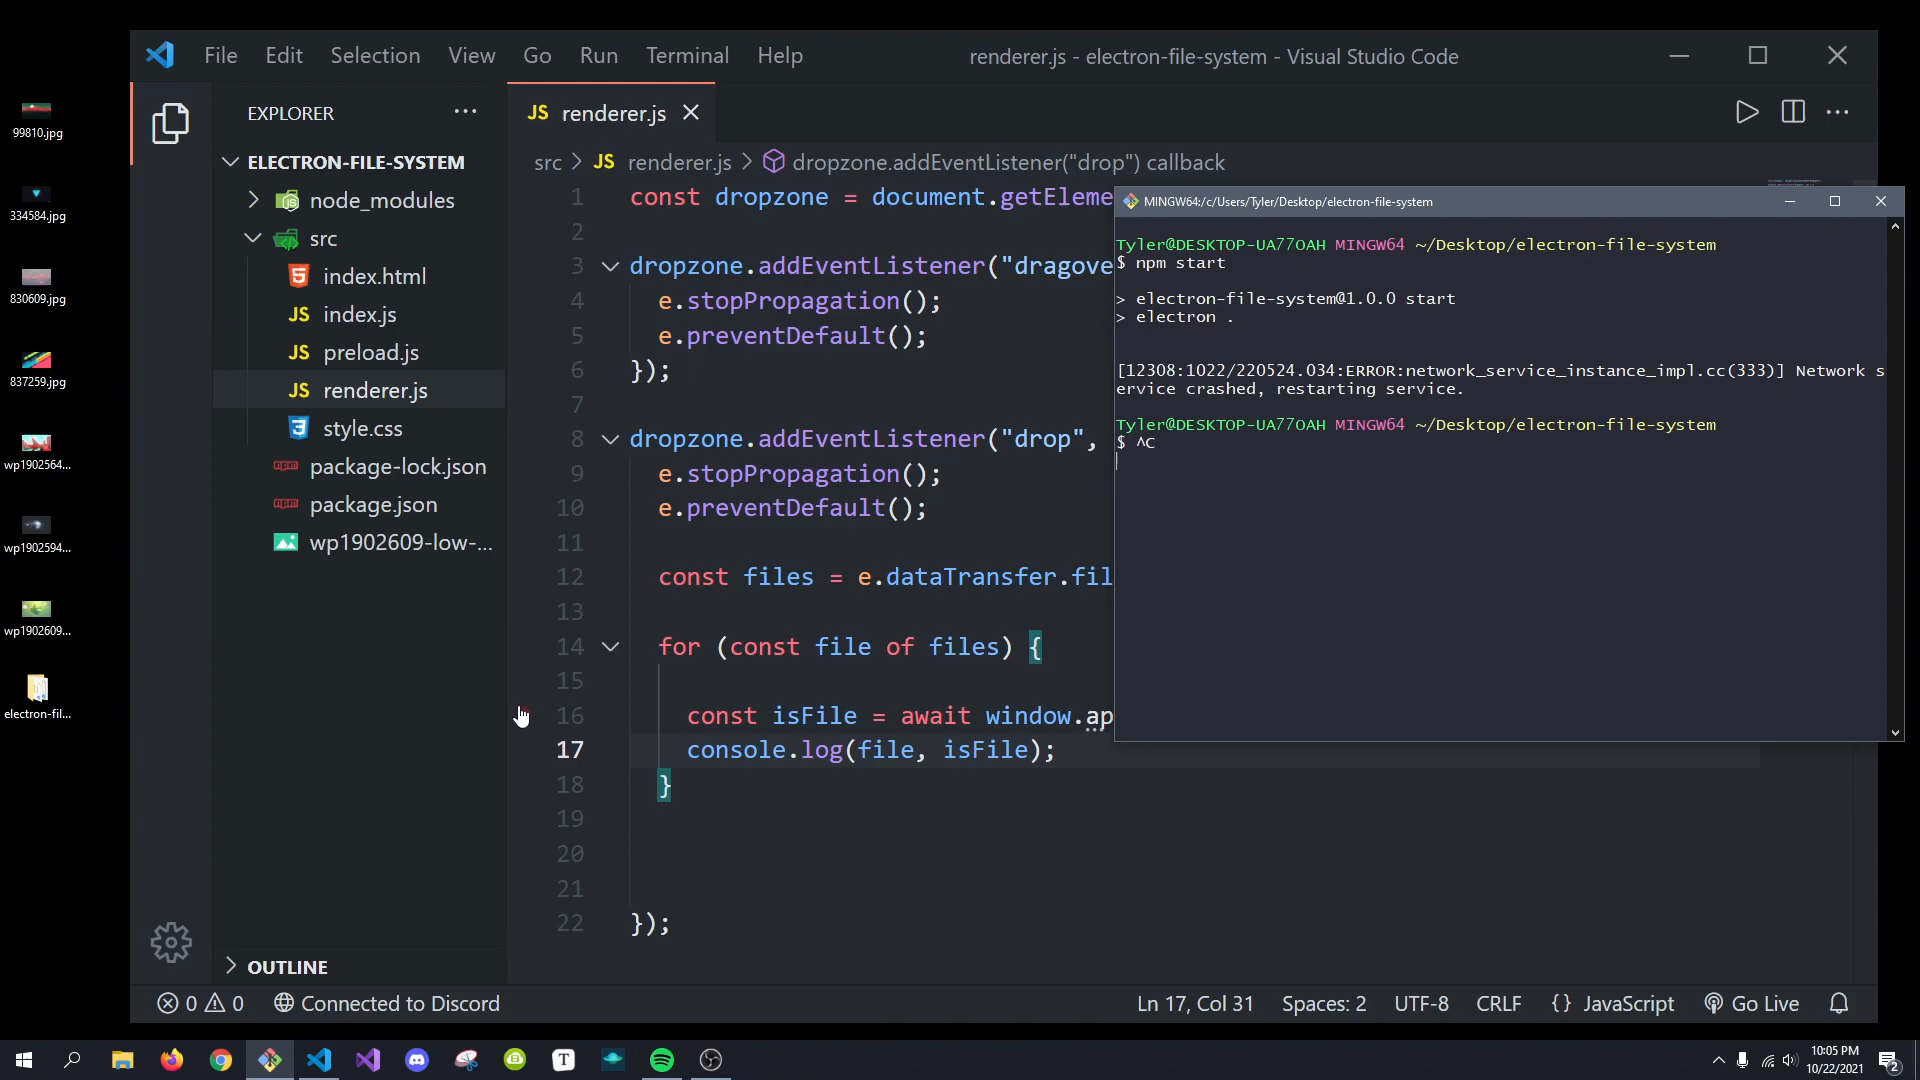 File Edit Selection View Go Run Terminal Help
renderer.js - electron-file-system - Visual Studio Code
99810.jpg
334584.jpg
830609.jpg
837259.jpg
wp1902564...
wp1902594...
wp1902609...
electron-fil...
EXPLORER
ELECTRON-FILE-SYSTEM
node_modules
src
index.html
JS index.js
JS preload.js
JS renderer.js
style.css
package-lock.json
package.json
wp1902609-low-...
OUTLINE
JS renderer.js
src > JS renderer.js > dropzone.addEventListener("drop") callback
1 const dropzone = document.getEleme
2
3 dropzone.addEventListener("dragove
4 e.stopPropagation();
5 e.preventDefault();
6 });
7
8 dropzone.addEventListener("drop",
9 e.stopPropagation();
10 e.preventDefault();
11
12 const files = e.dataTransfer.fil
13
14 for (const file of files) {
15
16 const isFile = await window.ap
17 console.log(file, isFile);
18 }
19
20
21
22 });
MINGW64:/c/Users/Tyler/Desktop/electron-file-system
Tyler@DESKTOP-UA77OAH MINGW64 ~/Desktop/electron-file-system
$ npm start
> electron-file-system@1.0.0 start
> electron .
[12308:1022/220524.034:ERROR:network_service_instance_impl.cc(333)] Network s
ervice crashed, restarting service.
Tyler@DESKTOP-UA77OAH MINGW64 ~/Desktop/electron-file-system
$ ^C
0 0 Connected to Discord
Ln 17, Col 31 Spaces: 2 UTF-8 CRLF {} JavaScript Go Live
10:05 PM
10/22/2021
2